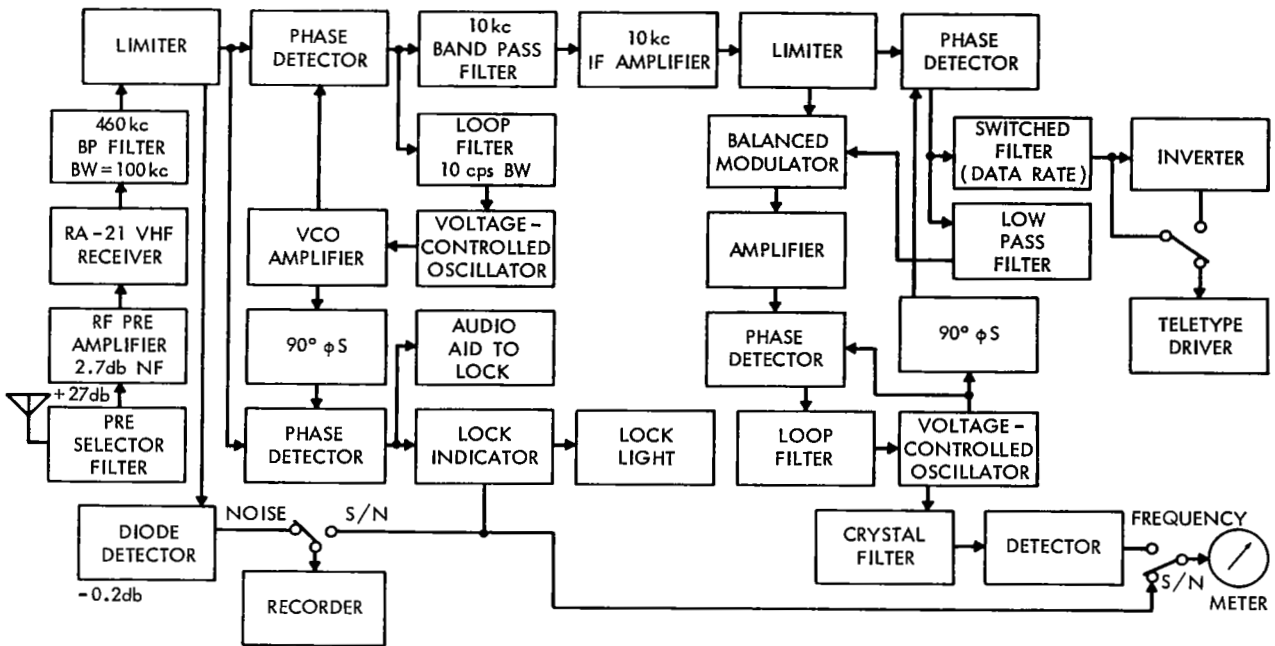 LIMITER
PHASE
DETECTOR
10kc
BAND PASS
FILTER
10kc
IF AMPLIFIER
LIMITER
PHASE
DETECTOR
460kc
BP FILTER
BW=100kc
LOOP
FILTER
10 cps BW
BALANCED
MODULATOR
SWITCHED
FILTER
(DATA RATE)
INVERTER
RA-21 VHF
RECEIVER
VCO
AMPLIFIER
VOLTAGE-
CONTROLLED
OSCILLATOR
AMPLIFIER
LOW
PASS
FILTER
RF PRE
AMPLIFIER
2.7db NF
90° φS
AUDIO
AID TO
LOCK
PHASE
DETECTOR
90° φS
TELETYPE
DRIVER
+27db
PRE
SELECTOR
FILTER
PHASE
DETECTOR
LOCK
INDICATOR
LOCK
LIGHT
LOOP
FILTER
VOLTAGE-
CONTROLLED
OSCILLATOR
DIODE
DETECTOR
-0.2db
NOISE
S/N
RECORDER
CRYSTAL
FILTER
DETECTOR
FREQUENCY
S/N
METER